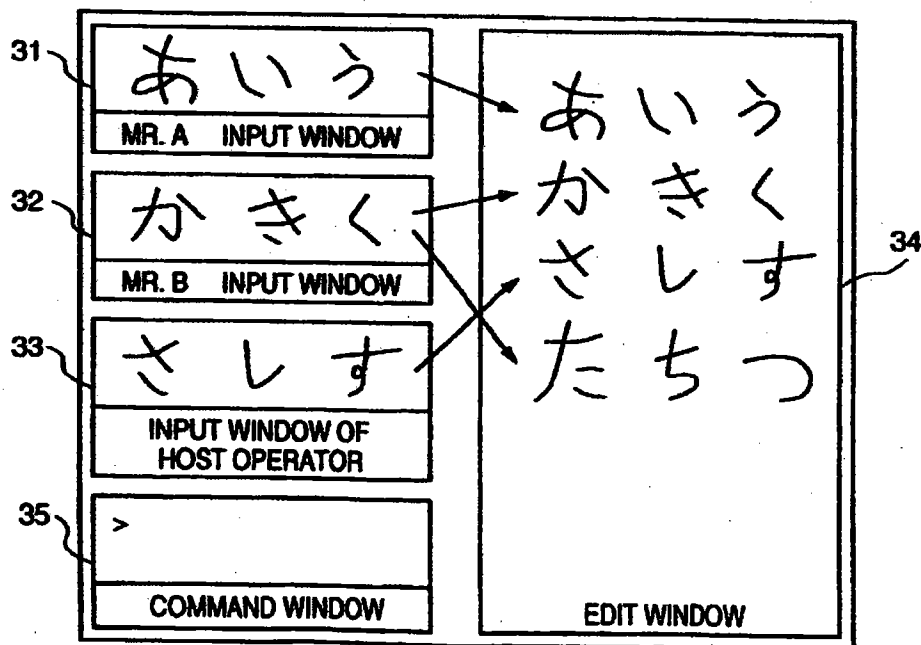 31
あいう
MR. A INPUT WINDOW
32
かきく
MR. B INPUT WINDOW
33
さしす
INPUT WINDOW OF
HOST OPERATOR
35
>
COMMAND WINDOW
あいう
かきく
さしす
たちつ
34
EDIT WINDOW